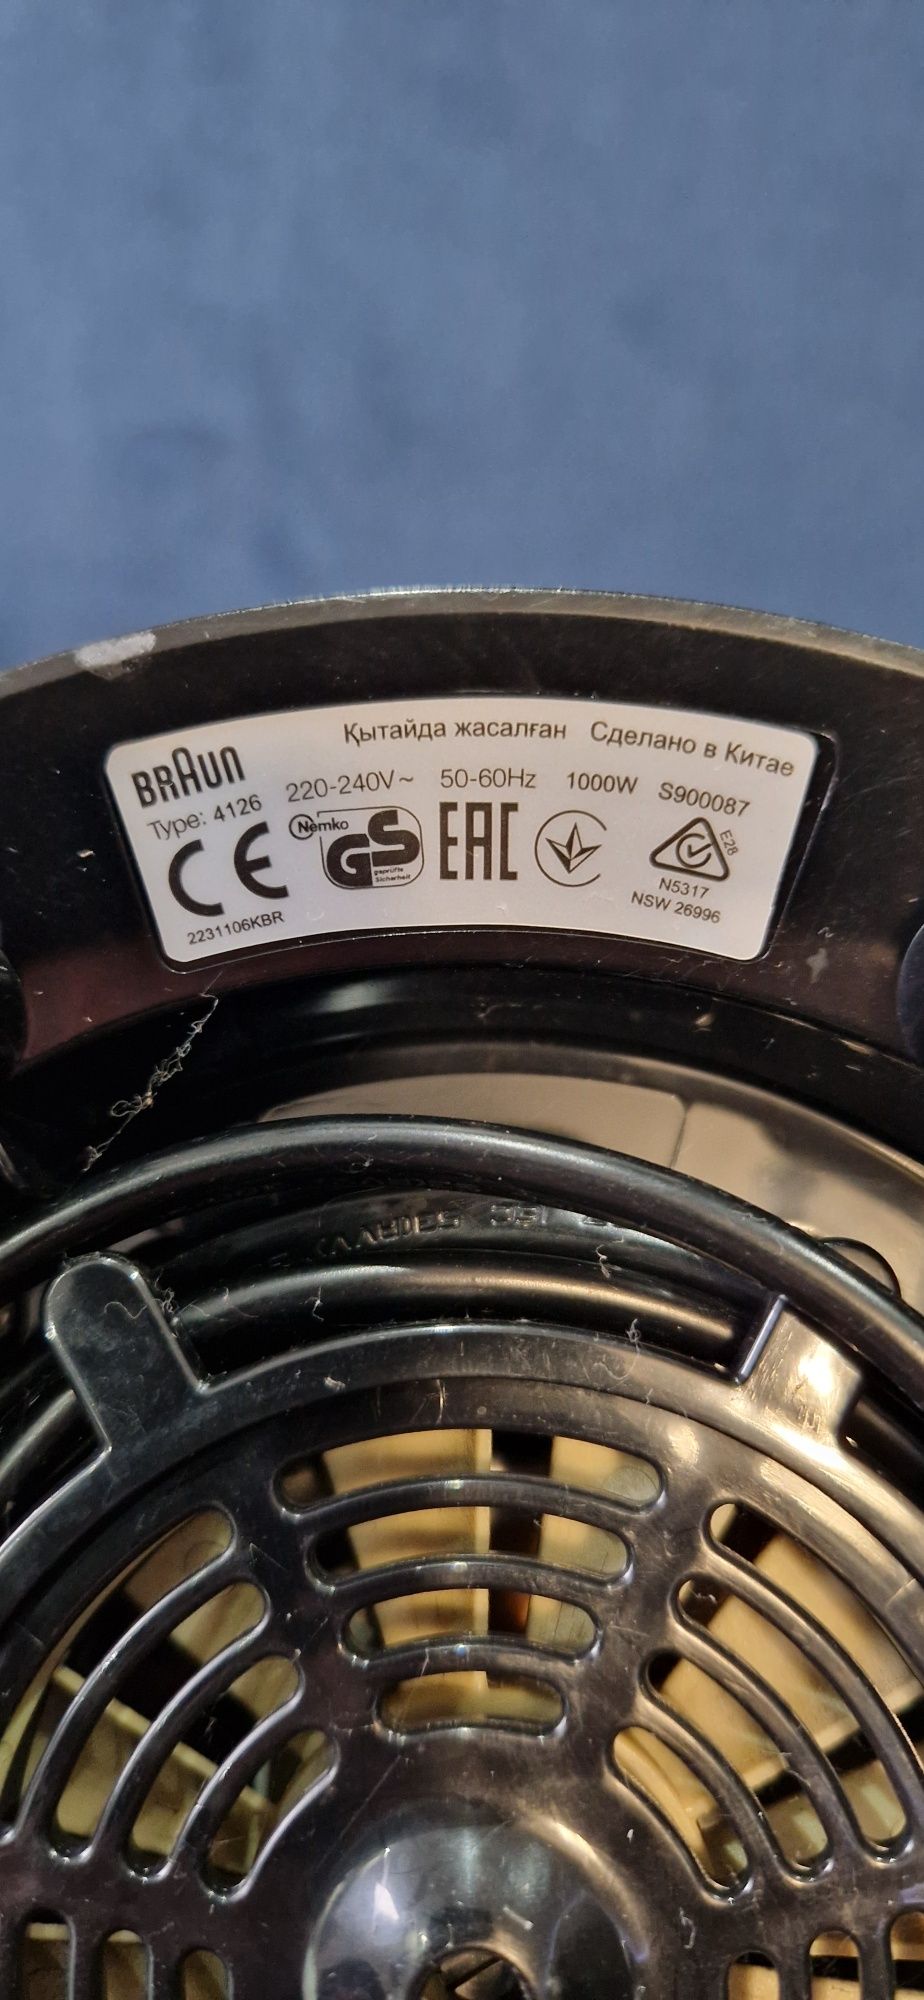 BRAUN
Қытайда жасалған Сделано в Китае
Type: 4126 220-240V~ 50-60Hz 1000W S900087
CE Nemko GS geprüfte Sicherheit EAC E28
N5317
NSW 26996
2231106KBR